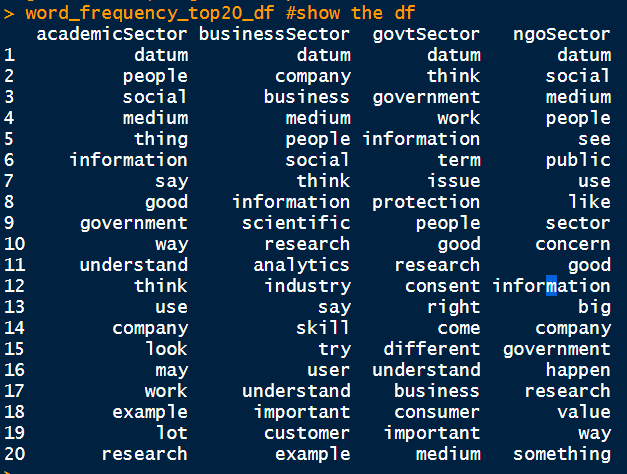 > word_frequency_top20_df #show the df
academicSector businessSector govtSector ngoSector
1 datum datum datum datum
2 people company think social
3 social business government medium
4 medium medium work people
5 thing people information see
6 information social term public
7 say think issue use
8 good information protection like
9 government scientific people sector
10 way research good concern
11 understand analytics research good
12 think industry consent information
13 use say right big
14 company skill come company
15 look try different government
16 may user understand happen
17 work understand business research
18 example important consumer value
19 lot customer important way
20 research example medium something